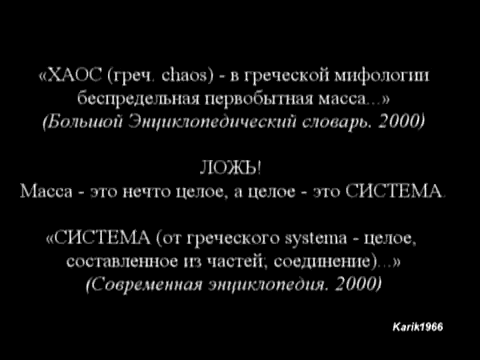 «ХАОС (греч. chaos) - в греческой мифологии
беспредельная первобытная масса...»
(Большой Энциклопедический словарь. 2000)
ЛОЖЬ!
Масса - это нечто целое, а целое - это СИСТЕМА.
«СИСТЕМА (от греческого systema - целое,
составленное из частей; соединение)...»
(Современная энциклопедия. 2000)
Karik1966